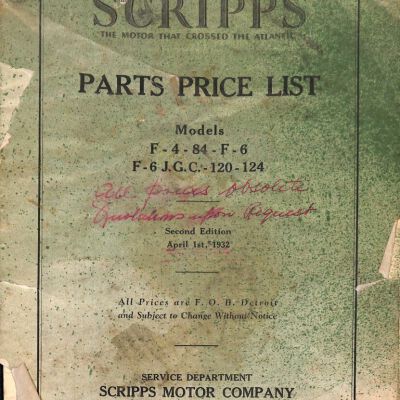 SCRIPPS
THE MOTOR THAT CROSSED THE ATLANTIC
PARTS PRICE LIST
Models
F-4-84-F-6
F-6 J.G.C.-120-124
all prices obsolete
Quotations upon Request
Second Edition
April 1st, 1932
All Prices are F. O. B. Detroit
and Subject to Change Without Notice
SERVICE DEPARTMENT
SCRIPPS MOTOR COMPANY